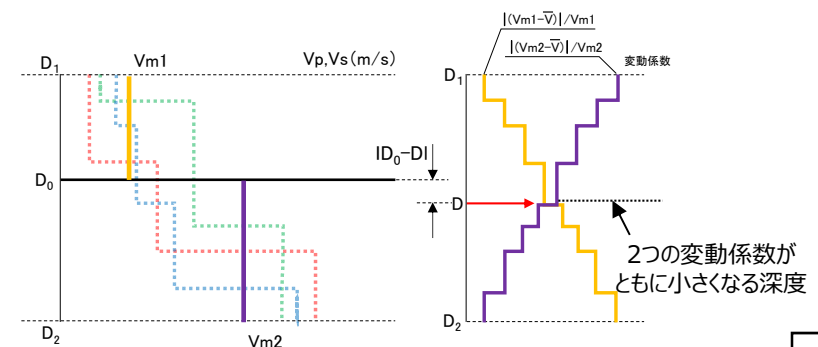 |(Vm1-V̅)|/Vm1
|(Vm2-V̅)|/Vm2
D₁
Vm1
Vp,Vs(m/s)
変動係数
D₁
|D₀-D|
D₀
D
2つの変動係数が
ともに小さくなる深度
D₂
Vm2
D₂